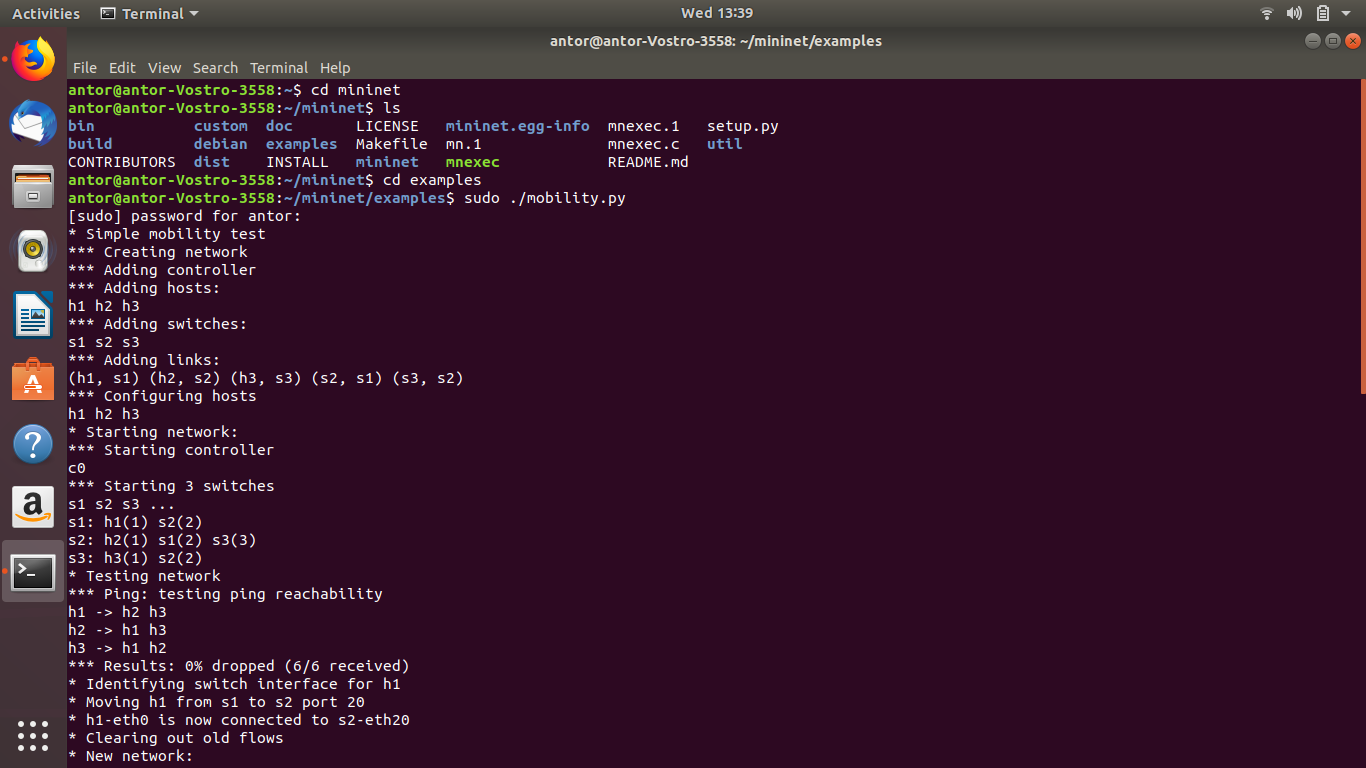 Activities Terminal Wed 13:39
antor@antor-Vostro-3558: ~/mininet/examples
File Edit View Search Terminal Help
antor@antor-Vostro-3558:~$ cd mininet
antor@antor-Vostro-3558:~/mininet$ ls
bin custom doc LICENSE mininet.egg-info mnexec.1 setup.py
build debian examples Makefile mn.1 mnexec.c util
CONTRIBUTORS dist INSTALL mininet mnexec README.md
antor@antor-Vostro-3558:~/mininet$ cd examples
antor@antor-Vostro-3558:~/mininet/examples$ sudo ./mobility.py
[sudo] password for antor:
* Simple mobility test
*** Creating network
*** Adding controller
*** Adding hosts:
h1 h2 h3
*** Adding switches:
s1 s2 s3
*** Adding links:
(h1, s1) (h2, s2) (h3, s3) (s2, s1) (s3, s2)
*** Configuring hosts
h1 h2 h3
* Starting network:
*** Starting controller
c0
*** Starting 3 switches
s1 s2 s3 ...
s1: h1(1) s2(2)
s2: h2(1) s1(2) s3(3)
s3: h3(1) s2(2)
* Testing network
*** Ping: testing ping reachability
h1 -> h2 h3
h2 -> h1 h3
h3 -> h1 h2
*** Results: 0% dropped (6/6 received)
* Identifying switch interface for h1
* Moving h1 from s1 to s2 port 20
* h1-eth0 is now connected to s2-eth20
* Clearing out old flows
* New network: